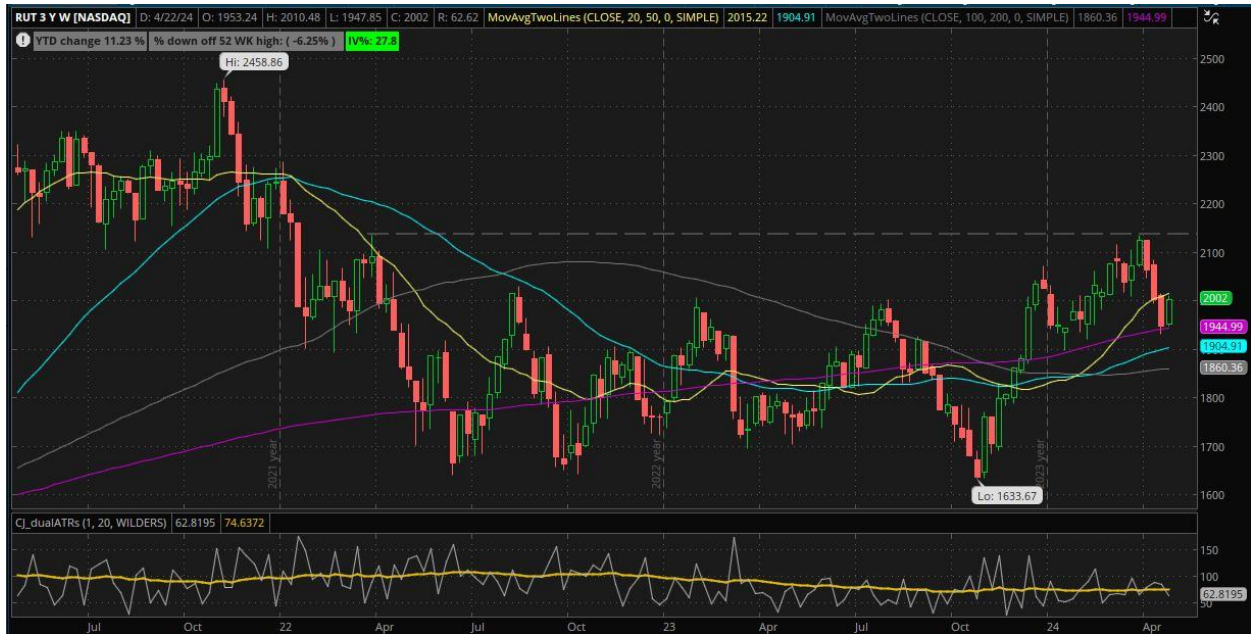 RUT 3 Y W [NASDAQ] D: 4/22/24 O: 1953.24 H: 2010.48 L: 1947.85 C: 2002 R: 62.62 MovAvgTwoLines (CLOSE, 20, 50, 0, SIMPLE) 2015.22 1904.91 MovAvgTwoLines (CLOSE, 100, 200, 0, SIMPLE) 1860.36 1944.99
YTD change 11.23 % % down off 52 WK high: ( -6.25% ) IV%: 27.8
Hi: 2458.86
2500
2400
2300
2200
2100
2002
1944.99
1904.91
1860.36
1800
1700
1600
2021 year
2022 year
2023 year
Lo: 1633.67
CJ_dualATRs (1, 20, WILDERS) 62.8195 74.6372
150
100
62.8195
50
Jul Oct 22 Apr Jul Oct 23 Apr Jul Oct 24 Apr